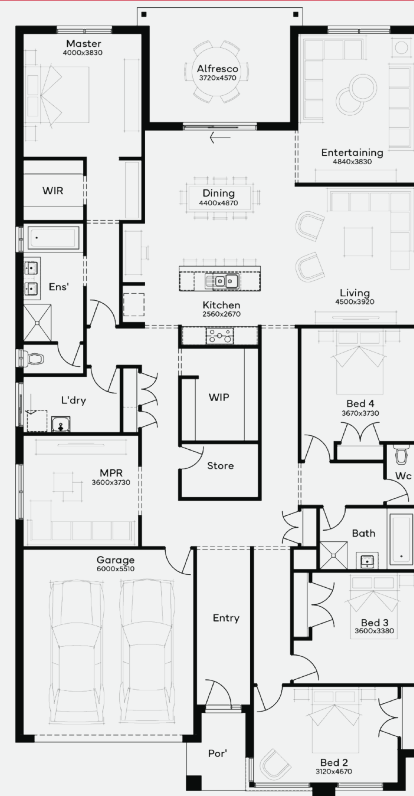 Master
4000x3830
Alfresco
3720x4570
Entertaining
4840x3830
WIR
Dining
4400x4870
Ens'
Living
4500x3920
Kitchen
2560x2670
L'dry
WIP
Bed 4
3670x3730
Store
MPR
3600x3730
Wc
Bath
Garage
6000x5510
Entry
Bed 3
3600x3380
Por'
Bed 2
3120x4670